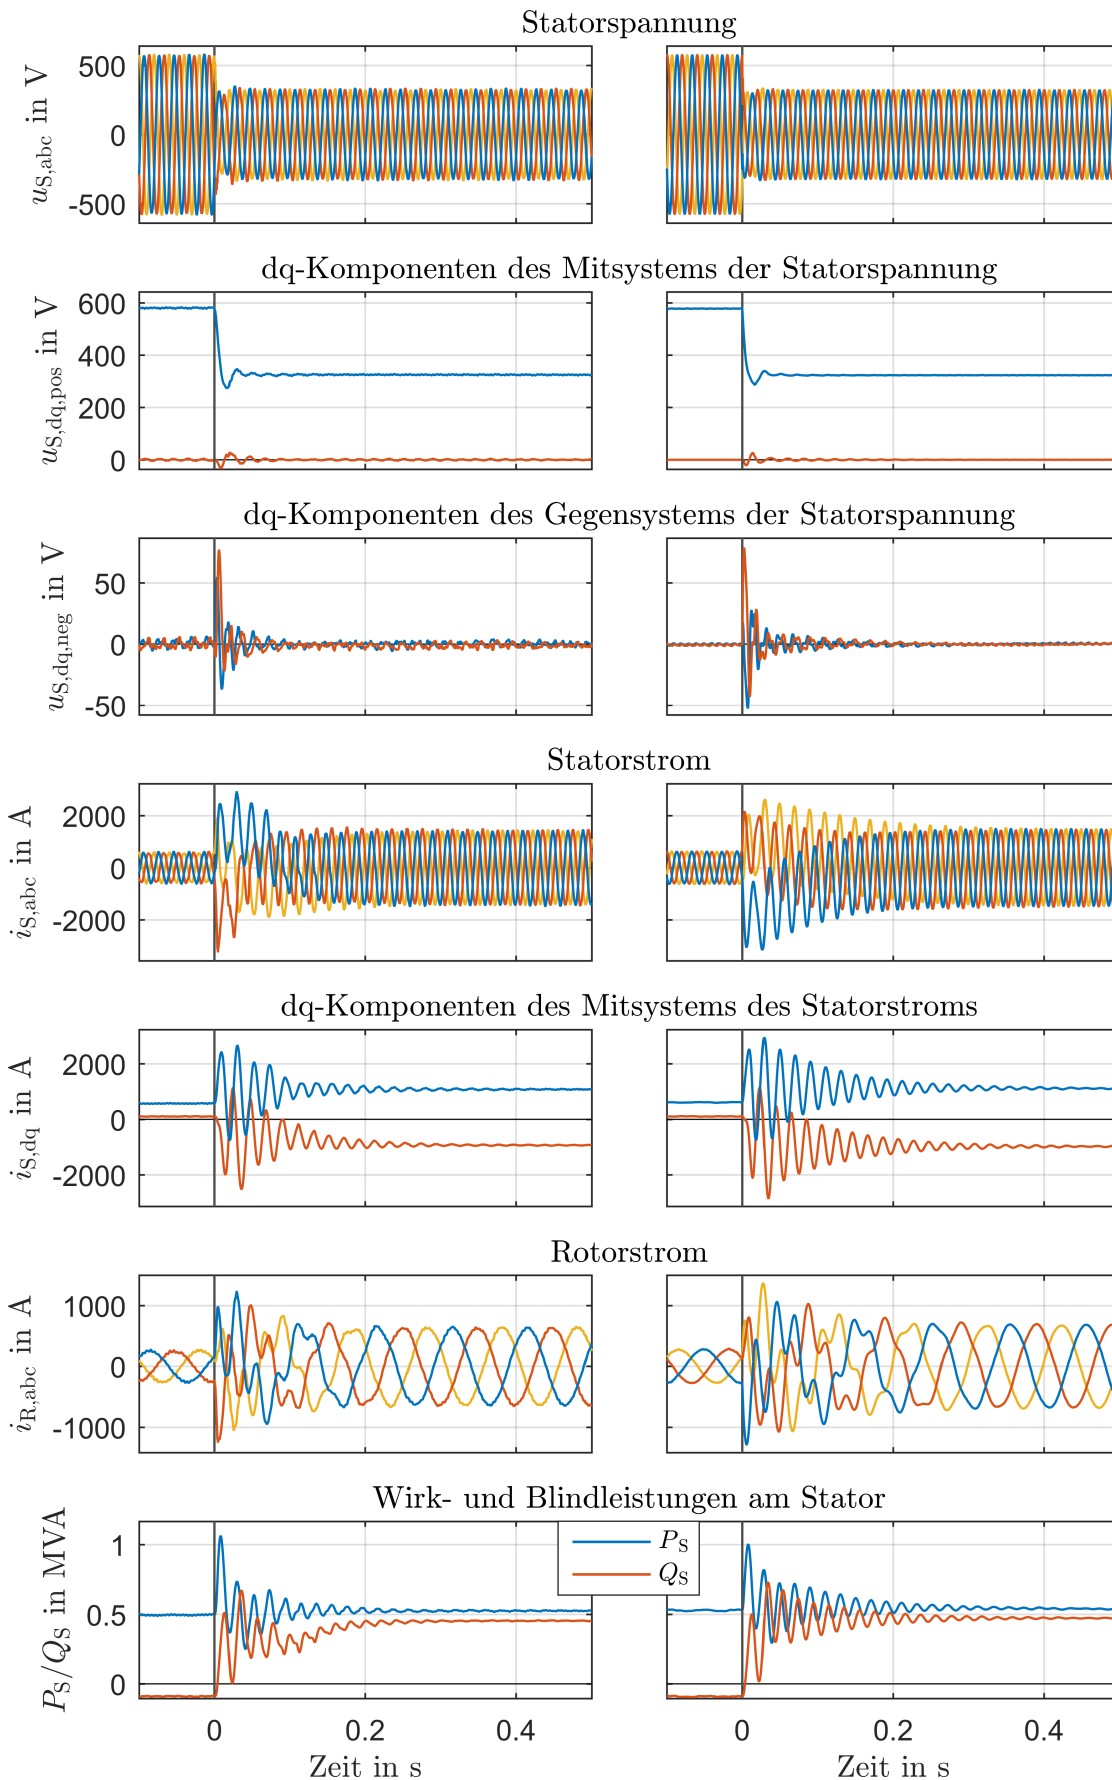 Statorspannung
u_S,abc in V
500
0
-500
dq-Komponenten des Mitsystems der Statorspannung
u_S,dq,pos in V
600
400
200
0
dq-Komponenten des Gegensystems der Statorspannung
u_S,dq,neg in V
50
0
-50
Statorstrom
i_S,abc in A
2000
0
-2000
dq-Komponenten des Mitsystems des Statorstroms
i_S,dq in A
2000
0
-2000
Rotorstrom
i_R,abc in A
1000
0
-1000
Wirk- und Blindleistungen am Stator
P_S/Q_S in MVA
1
0.5
0
P_S
Q_S
0 0.2 0.4 0 0.2 0.4
Zeit in s Zeit in s